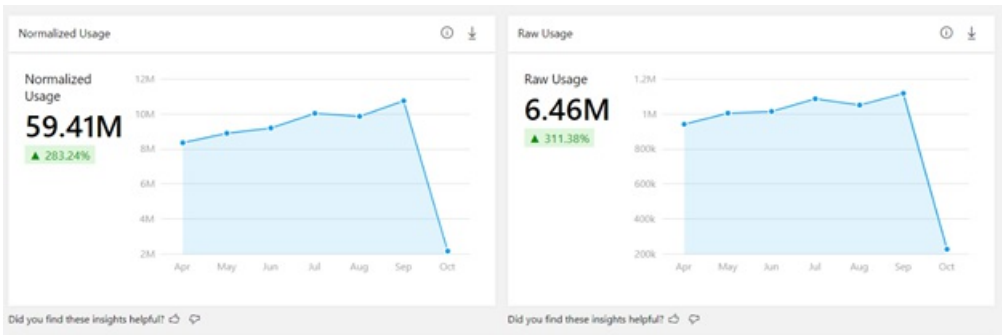 Normalized Usage
Normalized
Usage
59.41M
▲ 283.24%
12M
10M
8M
6M
4M
2M
Apr May Jun Jul Aug Sep Oct
Did you find these insights helpful?
Raw Usage
Raw Usage
6.46M
▲ 311.38%
1.2M
1M
800k
600k
400k
200k
Apr May Jun Jul Aug Sep Oct
Did you find these insights helpful?